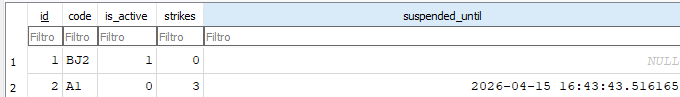 id code is_active strikes suspended_until
Filtro Filtro Filtro Filtro Filtro
1 1 BJ2 1 0 NULL
2 2 A1 0 3 2026-04-15 16:43:43.516165